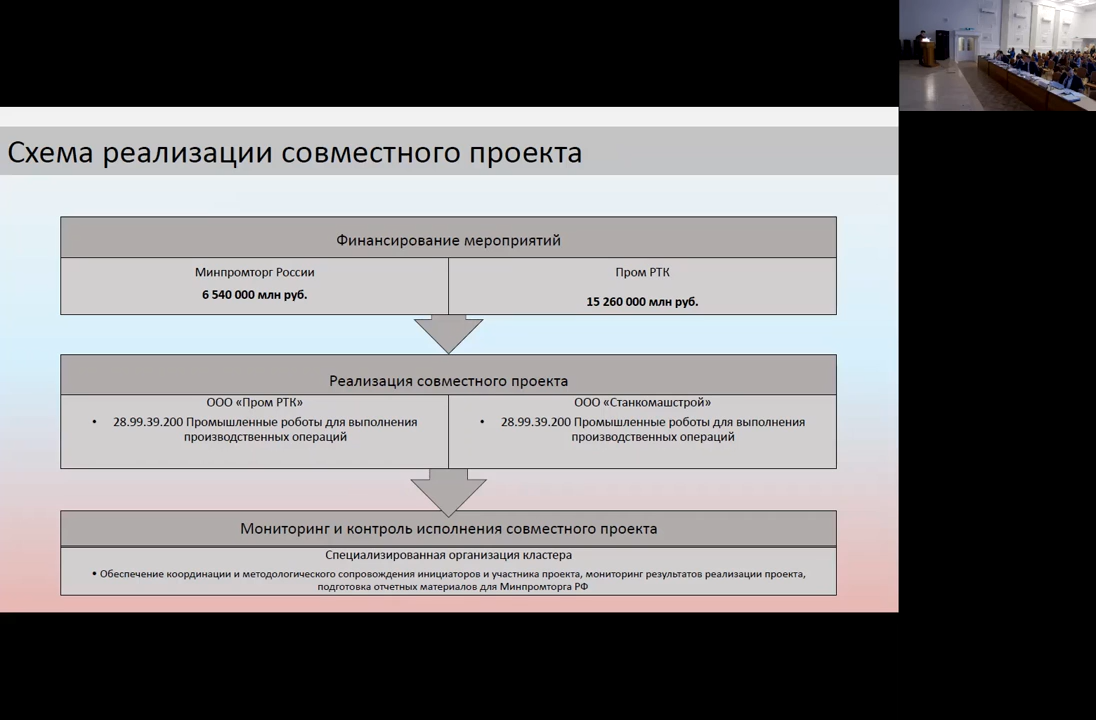 Схема реализации совместного проекта
Финансирование мероприятий
Минпромторг России
6 540 000 млн руб.
Пром РТК
15 260 000 млн руб.
Реализация совместного проекта
ООО «Пром РТК»
• 28.99.39.200 Промышленные роботы для выполнения
производственных операций
ООО «Станкомашстрой»
• 28.99.39.200 Промышленные роботы для выполнения
производственных операций
Мониторинг и контроль исполнения совместного проекта
Специализированная организация кластера
• Обеспечение координации и методологического сопровождения инициаторов и участника проекта, мониторинг результатов реализации проекта,
подготовка отчетных материалов для Минпромторга РФ